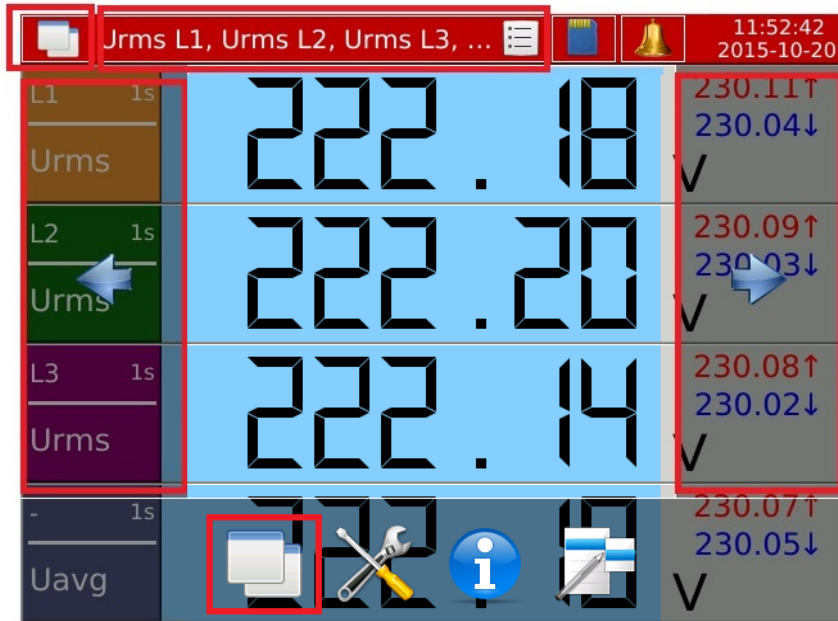 Urms L1, Urms L2, Urms L3, ...
11:52:42
2015-10-20
L1 1s
Urms
222.18
230.11↑
230.04↓
V
L2 1s
Urms
222.20
230.09↑
230.03↓
V
L3 1s
Urms
222.14
230.08↑
230.02↓
V
- 1s
Uavg
230.07↑
230.05↓
V